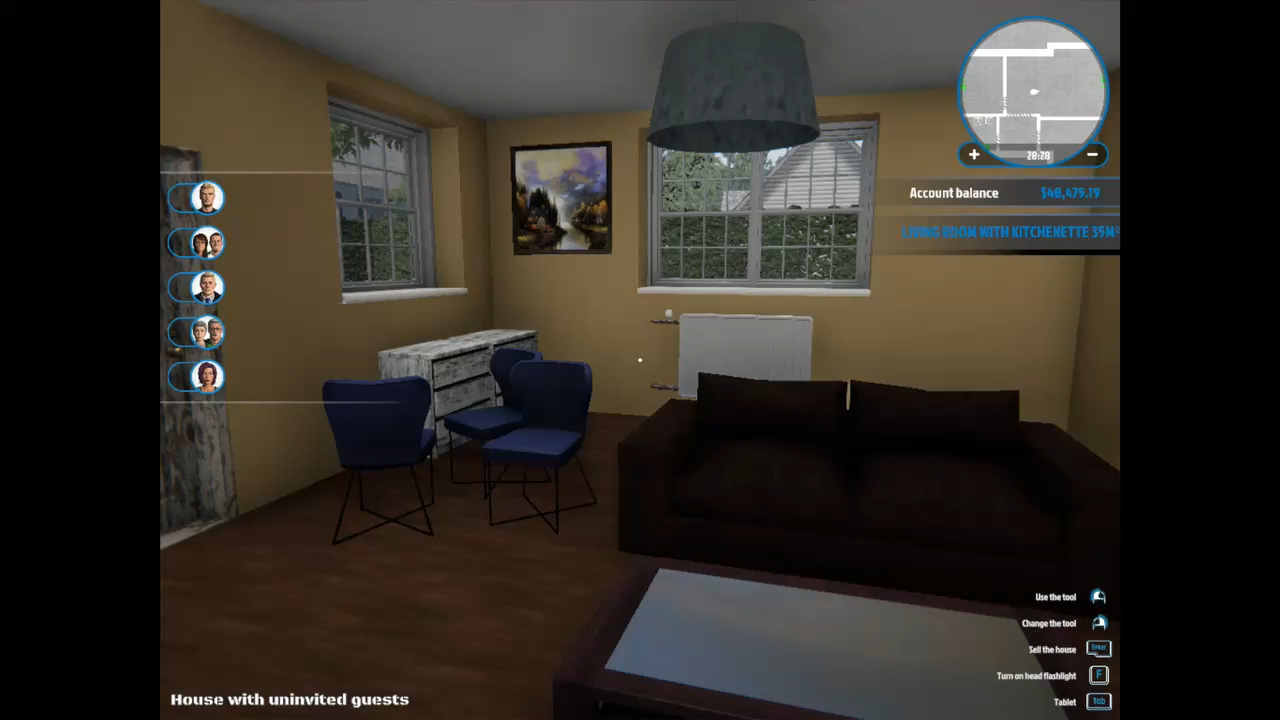 + 28:28 −
Account balance $48,475.19
LIVING ROOM WITH KITCHENETTE 35M²
Use the tool
Change the tool
Sell the house Enter
Turn on head flashlight F
Tablet Tab
House with uninvited guests